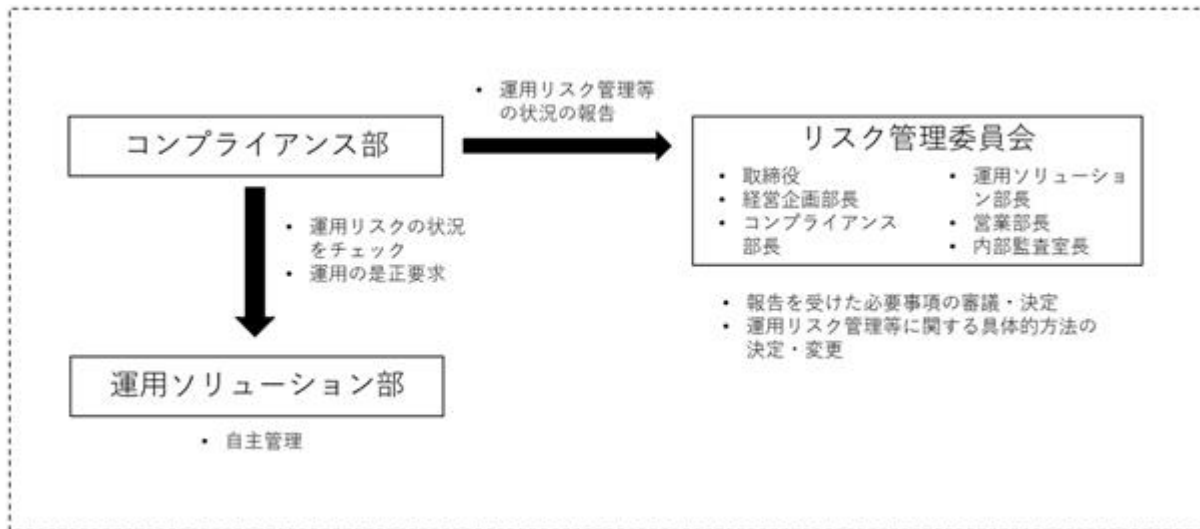 • 運用リスク管理等
の状況の報告
コンプライアンス部
リスク管理委員会
• 取締役
• 経営企画部長
• コンプライアンス
部長
• 運用ソリューショ
ン部長
• 営業部長
• 内部監査室長
• 運用リスクの状況
をチェック
• 運用の是正要求
• 報告を受けた必要事項の審議・決定
• 運用リスク管理等に関する具体的方法の
決定・変更
運用ソリューション部
• 自主管理